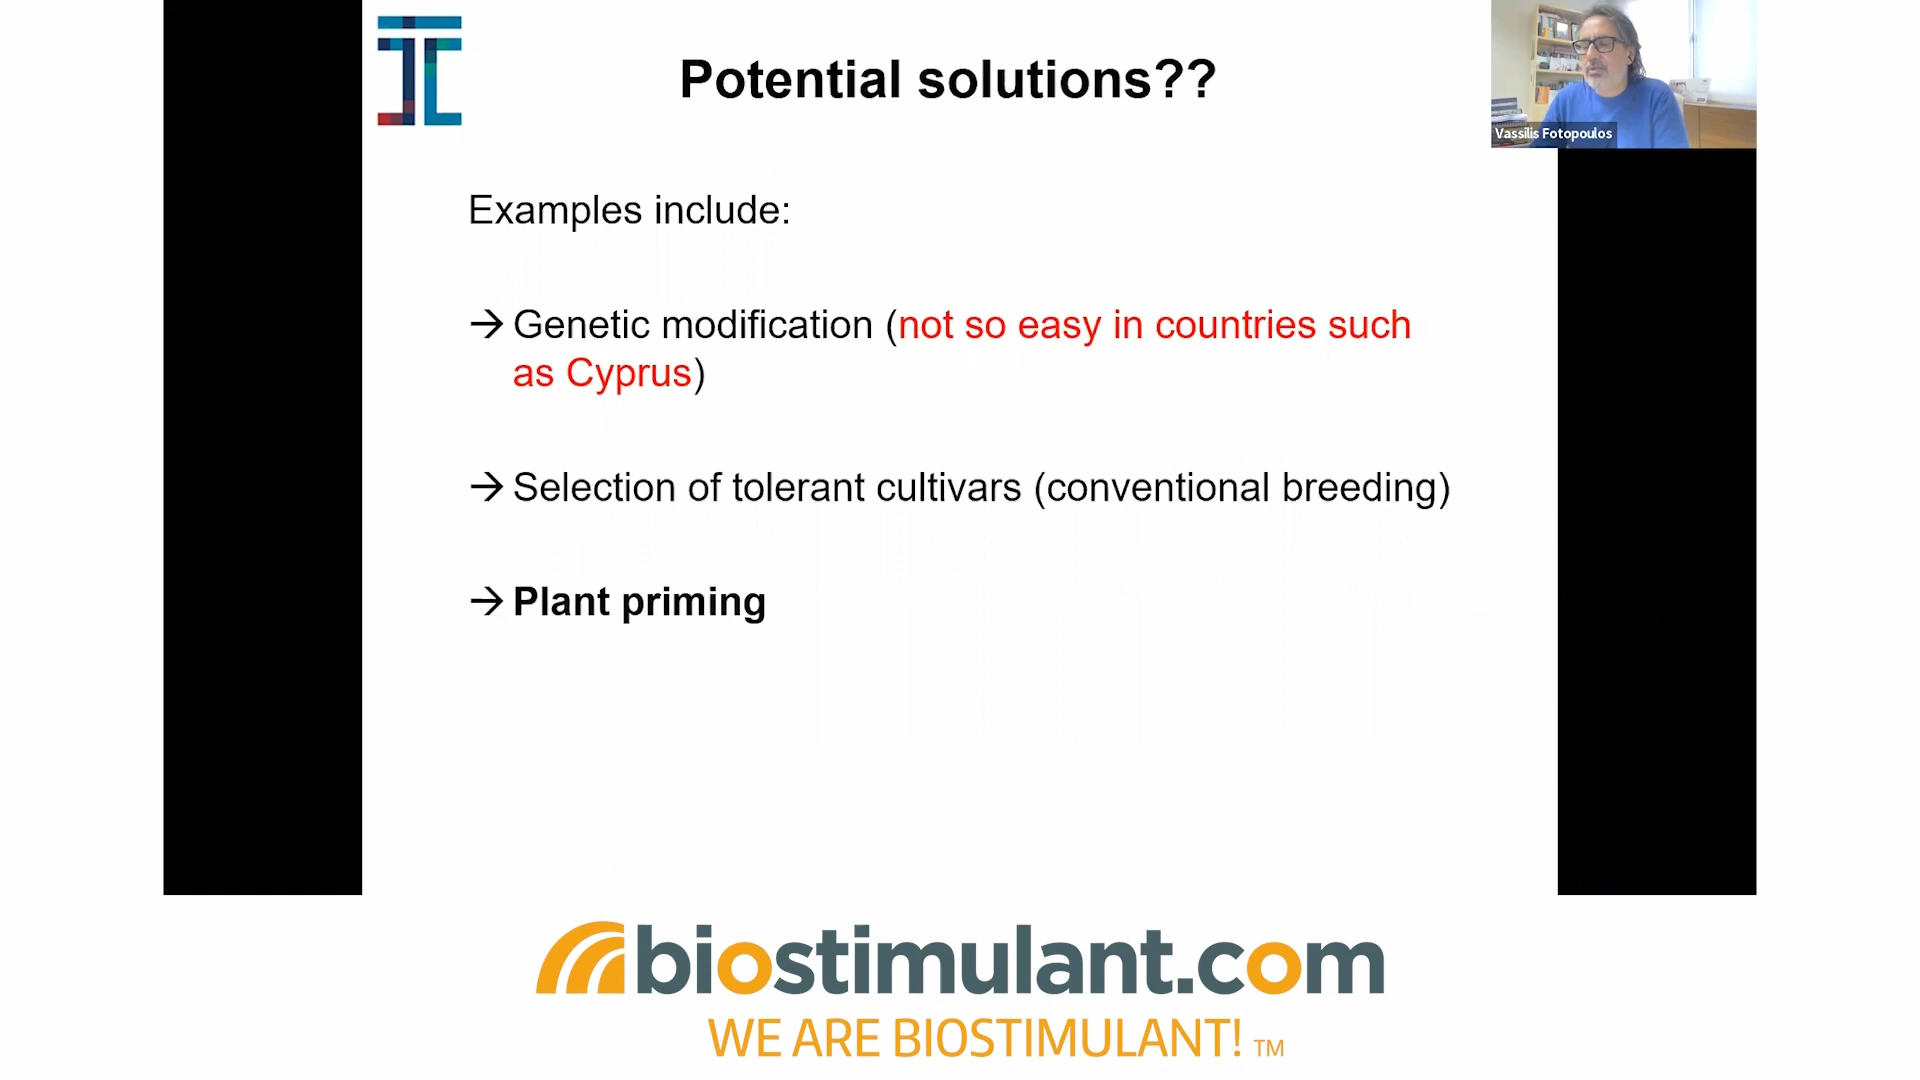 Potential solutions??
Vassilis Fotopoulos
Examples include:
→ Genetic modification (not so easy in countries such
as Cyprus)
→ Selection of tolerant cultivars (conventional breeding)
→ Plant priming
biostimulant.com
WE ARE BIOSTIMULANT! TM